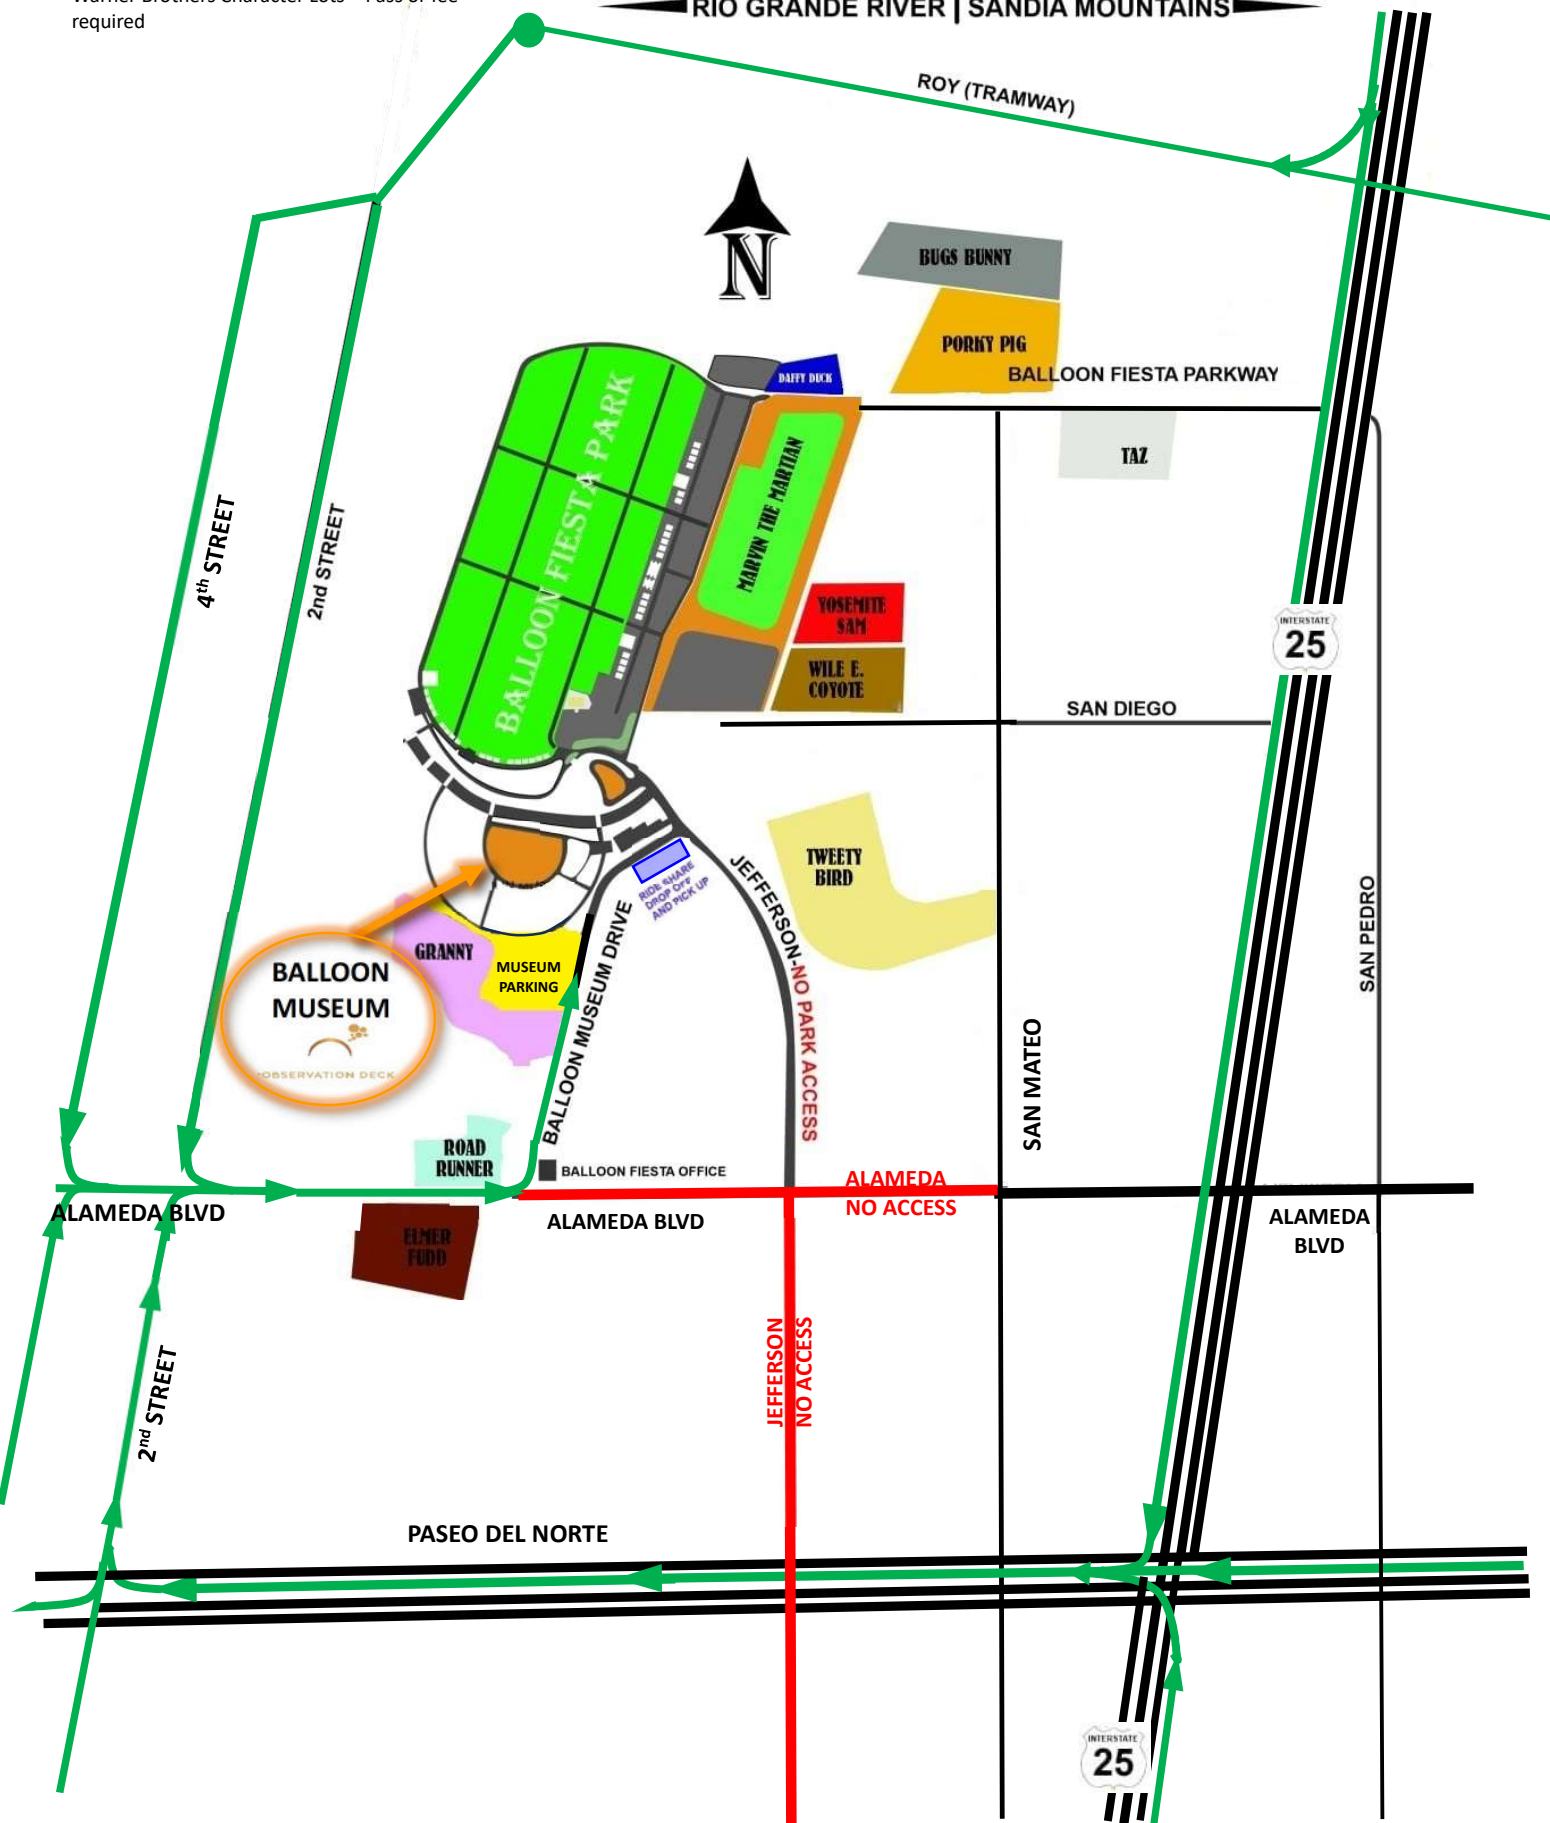 required
RIO GRANDE RIVER | SANDIA MOUNTAINS
ROY (TRAMWAY)
N
BUGS BUNNY
PORKY PIG
BALLOON FIESTA PARKWAY
DAFFY DUCK
TAZ
BALLOON FIESTA PARK
MARVIN THE MARTIAN
4th STREET
2nd STREET
YOSEMITE
SAM
WILE E.
COYOTE
INTERSTATE
25
SAN DIEGO
TWEETY
BIRD
RIDE SHARE
DROP OFF
AND PICK UP
JEFFERSON-NO PARK ACCESS
SAN PEDRO
GRANNY
MUSEUM
PARKING
BALLOON
MUSEUM
OBSERVATION DECK
BALLOON MUSEUM DRIVE
SAN MATEO
ROAD
RUNNER
BALLOON FIESTA OFFICE
ALAMEDA
NO ACCESS
ALAMEDA BLVD
ALAMEDA BLVD
ALAMEDA
BLVD
ELMER
FUDD
JEFFERSON
NO ACCESS
2nd STREET
PASEO DEL NORTE
INTERSTATE
25